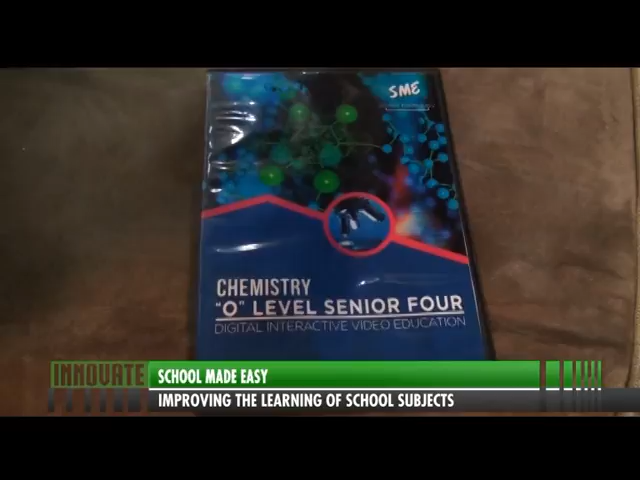 SME
CHEMISTRY
"O" LEVEL SENIOR FOUR
DIGITAL INTERACTIVE VIDEO EDUCATION
INNOVATE
SCHOOL MADE EASY
IMPROVING THE LEARNING OF SCHOOL SUBJECTS